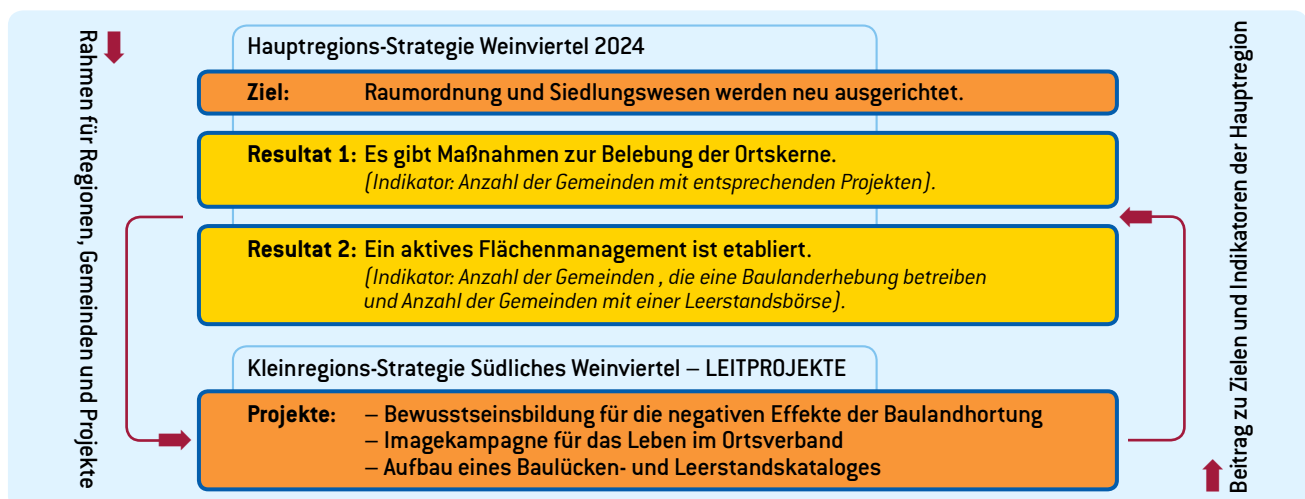 Rahmen für Regionen, Gemeinden und Projekte
Hauptregions-Strategie Weinviertel 2024
Ziel: Raumordnung und Siedlungswesen werden neu ausgerichtet.
Resultat 1: Es gibt Maßnahmen zur Belebung der Ortskerne.
(Indikator: Anzahl der Gemeinden mit entsprechenden Projekten).
Resultat 2: Ein aktives Flächenmanagement ist etabliert.
(Indikator: Anzahl der Gemeinden , die eine Baulanderhebung betreiben
und Anzahl der Gemeinden mit einer Leerstandsbörse).
Kleinregions-Strategie Südliches Weinviertel – LEITPROJEKTE
Projekte: – Bewusstseinsbildung für die negativen Effekte der Baulandhortung
– Imagekampagne für das Leben im Ortsverband
– Aufbau eines Baulücken- und Leerstandskataloges
Beitrag zu Zielen und Indikatoren der Hauptregion